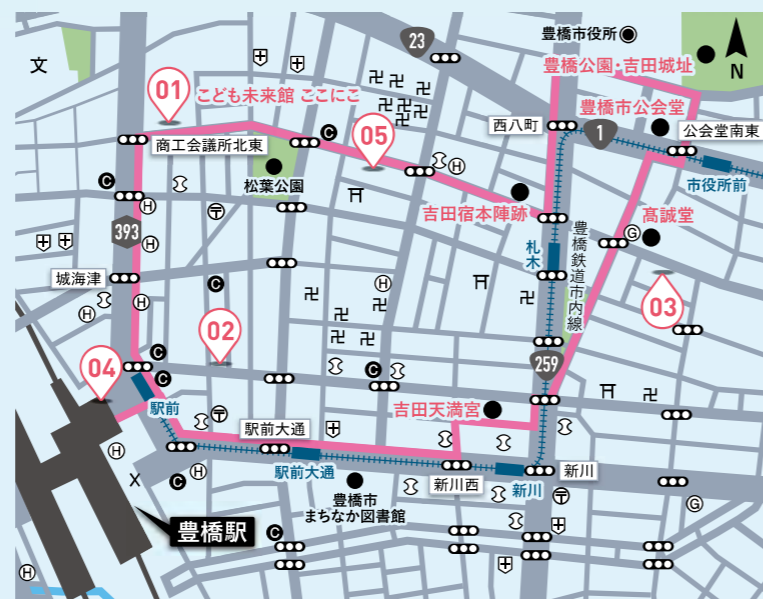 豊橋市役所
23
文
豊橋公園・吉田城址
N
01
こども未来館 ここにこ
豊橋市公会堂
西八町
1
公会堂南東
商工会議所北東
C
05
H
市役所前
松葉公園
C
吉田宿本陣跡
H
髙誠堂
G
393
H
札木
豊橋鉄道市内線
城海津
H
C
H
03
02
C
04
C
C
259
駅前
吉田天満宮
駅前大通
H
H
C
X
駅前大通
新川西
新川
新川
豊橋市
まちなか図書館
G
豊橋駅
C
H